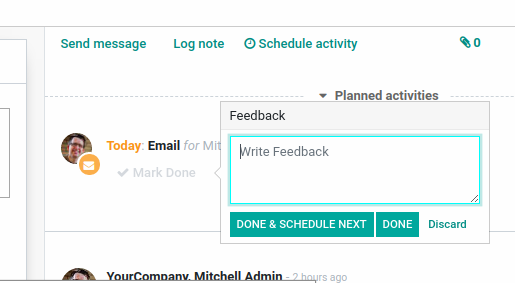 Send message Log note Schedule activity 0
Planned activities
Feedback
Today: Email for Mit
Write Feedback
Mark Done
DONE & SCHEDULE NEXT DONE Discard
YourCompany, Mitchell Admin - 2 hours ago